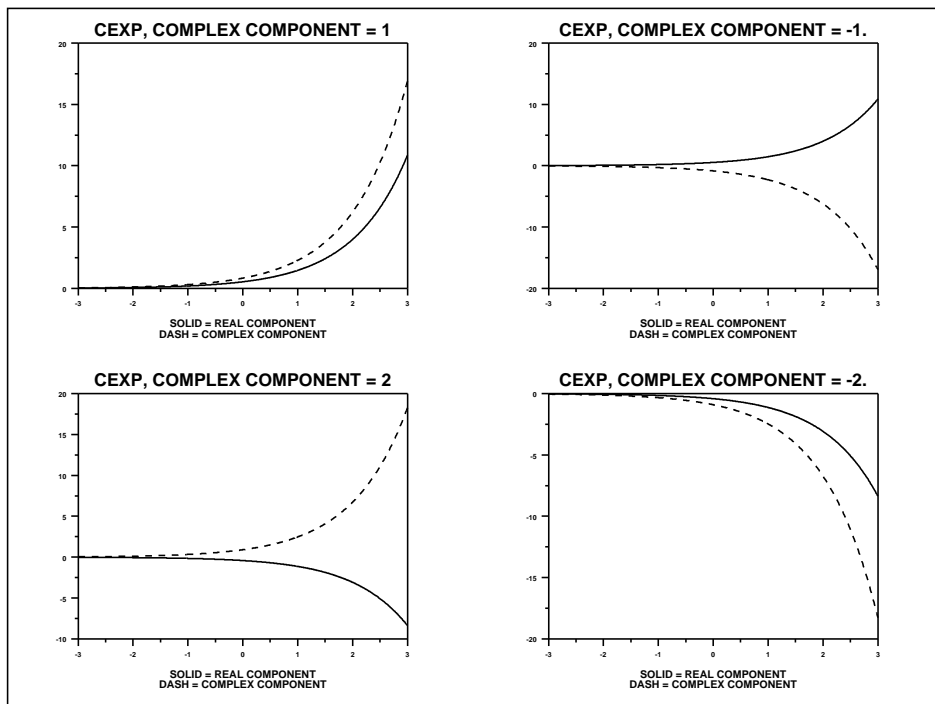 CEXP, COMPLEX COMPONENT = 1
20
15
10
5
0
-3 -2 -1 0 1 2 3
SOLID = REAL COMPONENT
DASH = COMPLEX COMPONENT
CEXP, COMPLEX COMPONENT = -1.
20
10
0
-10
-20
-3 -2 -1 0 1 2 3
SOLID = REAL COMPONENT
DASH = COMPLEX COMPONENT
CEXP, COMPLEX COMPONENT = 2
20
15
10
5
0
-5
-10
-3 -2 -1 0 1 2 3
SOLID = REAL COMPONENT
DASH = COMPLEX COMPONENT
CEXP, COMPLEX COMPONENT = -2.
0
-5
-10
-15
-20
-3 -2 -1 0 1 2 3
SOLID = REAL COMPONENT
DASH = COMPLEX COMPONENT